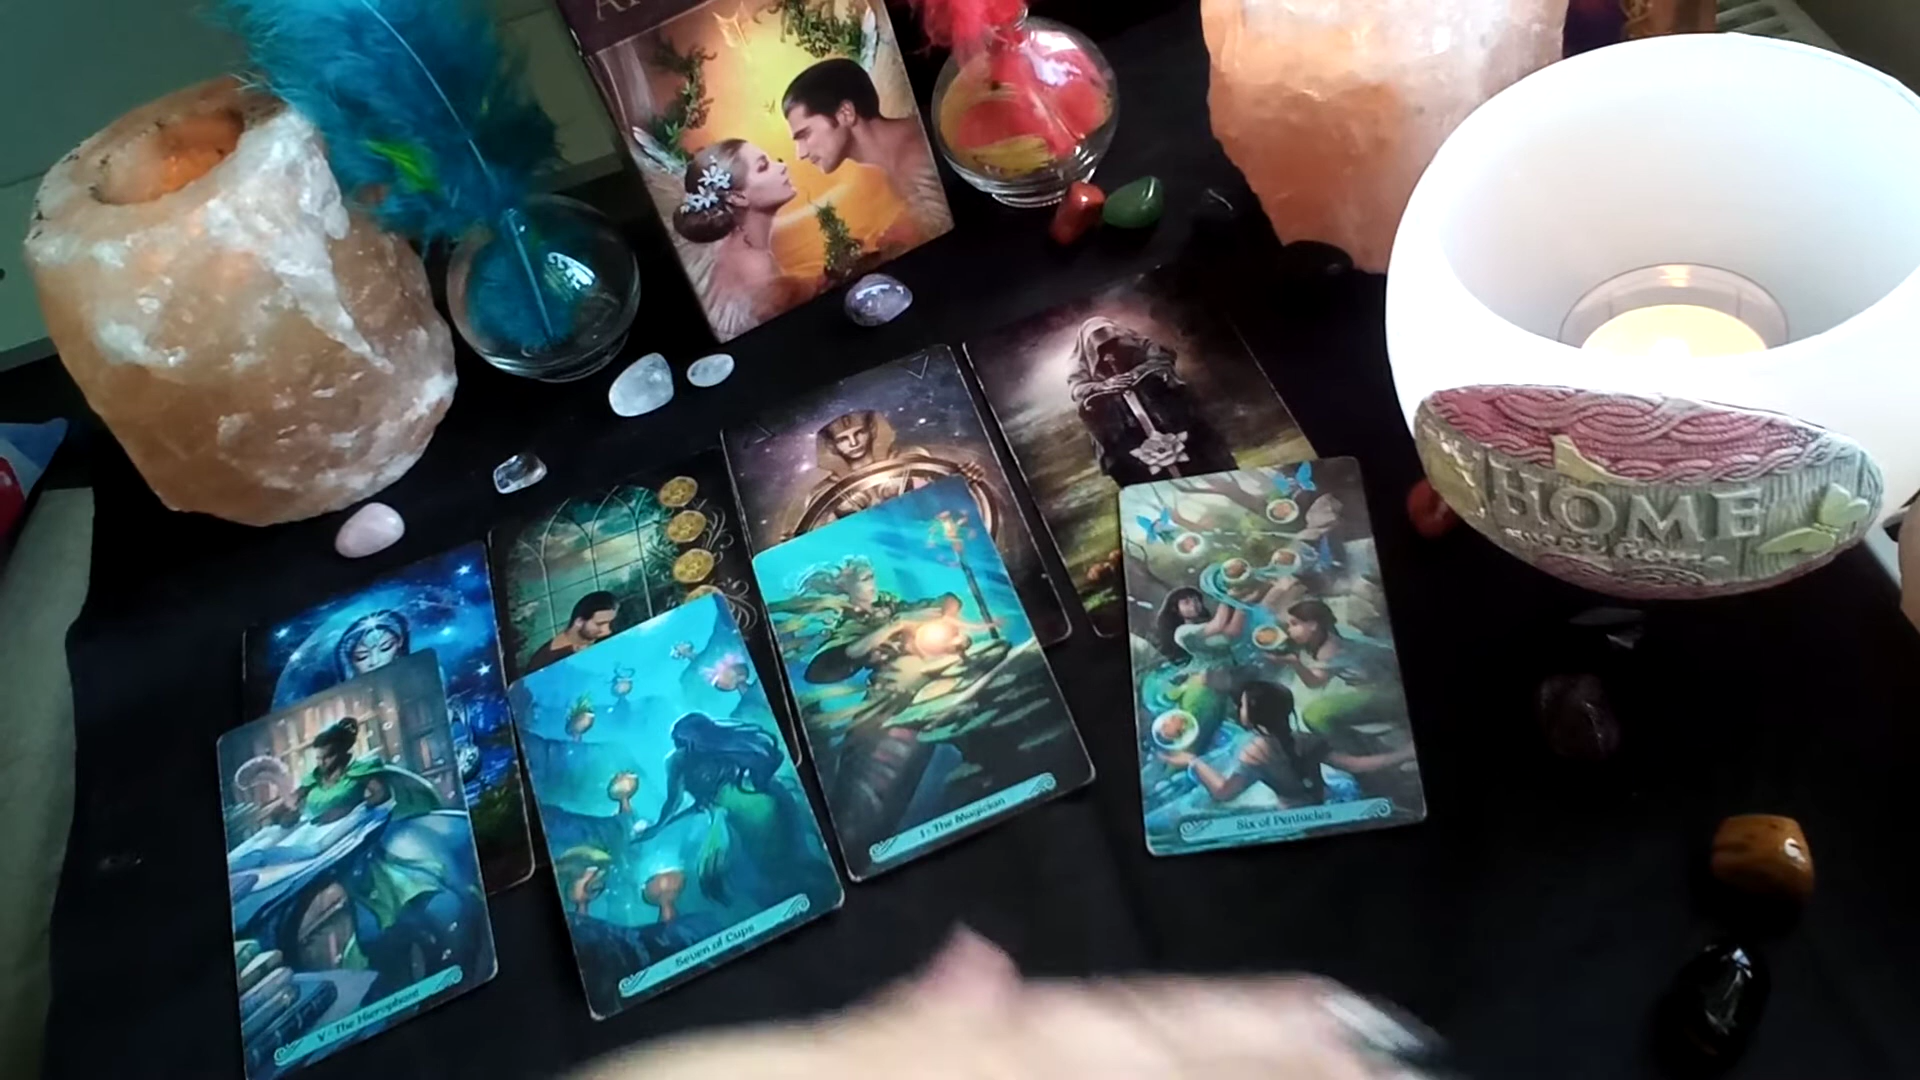 HOME
V - The Hierophant
Seven of Cups
I - The Magician
Six of Pentacles